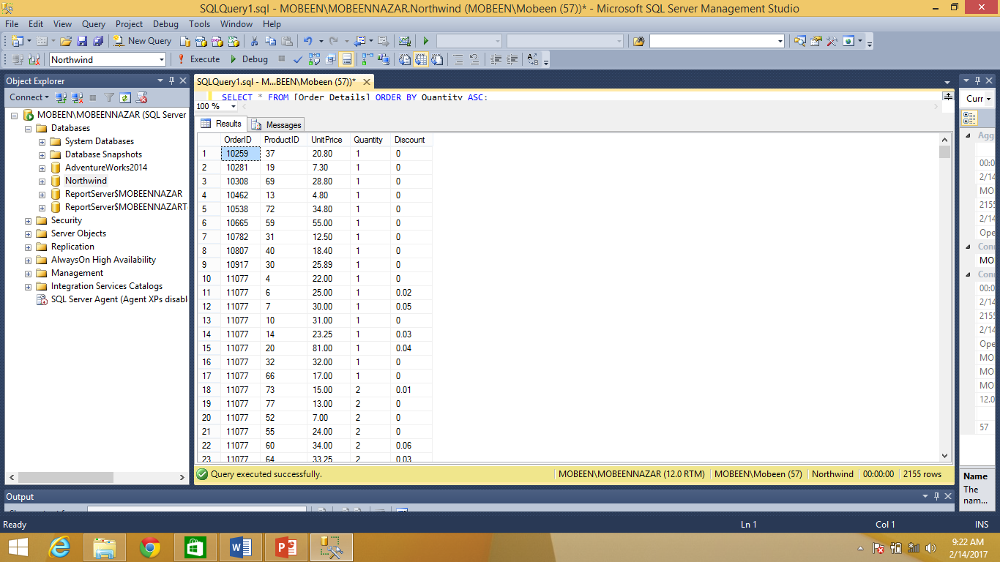 SQLQuery1.sql - MOBEEN\MOBEENNAZAR.Northwind (MOBEEN\Mobeen (57))* - Microsoft SQL Server Management Studio
File Edit View Query Project Debug Tools Window Help
New Query
Northwind Execute Debug
Object Explorer
Connect
MOBEEN\MOBEENNAZAR (SQL Server
Databases
System Databases
Database Snapshots
AdventureWorks2014
Northwind
ReportServer$MOBEENNAZAR
ReportServer$MOBEENNAZART
Security
Server Objects
Replication
AlwaysOn High Availability
Management
Integration Services Catalogs
SQL Server Agent (Agent XPs disabl
SQLQuery1.sql - M...BEEN\Mobeen (57))*
SELECT * FROM [Order Details] ORDER BY Quantity ASC;
100 %
Results Messages
OrderID ProductID UnitPrice Quantity Discount
1 10259 37 20.80 1 0
2 10281 19 7.30 1 0
3 10308 69 28.80 1 0
4 10462 13 4.80 1 0
5 10538 72 34.80 1 0
6 10665 59 55.00 1 0
7 10782 31 12.50 1 0
8 10807 40 18.40 1 0
9 10917 30 25.89 1 0
10 11077 4 22.00 1 0
11 11077 6 25.00 1 0.02
12 11077 7 30.00 1 0.05
13 11077 10 31.00 1 0
14 11077 14 23.25 1 0.03
15 11077 20 81.00 1 0.04
16 11077 32 32.00 1 0
17 11077 66 17.00 1 0
18 11077 73 15.00 2 0.01
19 11077 77 13.00 2 0
20 11077 52 7.00 2 0
21 11077 55 24.00 2 0
22 11077 60 34.00 2 0.06
23 11077 64 33.25 2 0.03
Query executed successfully. MOBEEN\MOBEENNAZAR (12.0 RTM) MOBEEN\Mobeen (57) Northwind 00:00:00 2155 rows
Curr
Agg
00:0
2/14
MO
2155
2/14
Ope
Conn
MO
Conn
00:0
2/14
2155
2/14
Ope
MO
MO
MO
12.0
57
Name
The
nam...
Output
Ready Ln 1 Col 1 INS
9:22 AM
2/14/2017